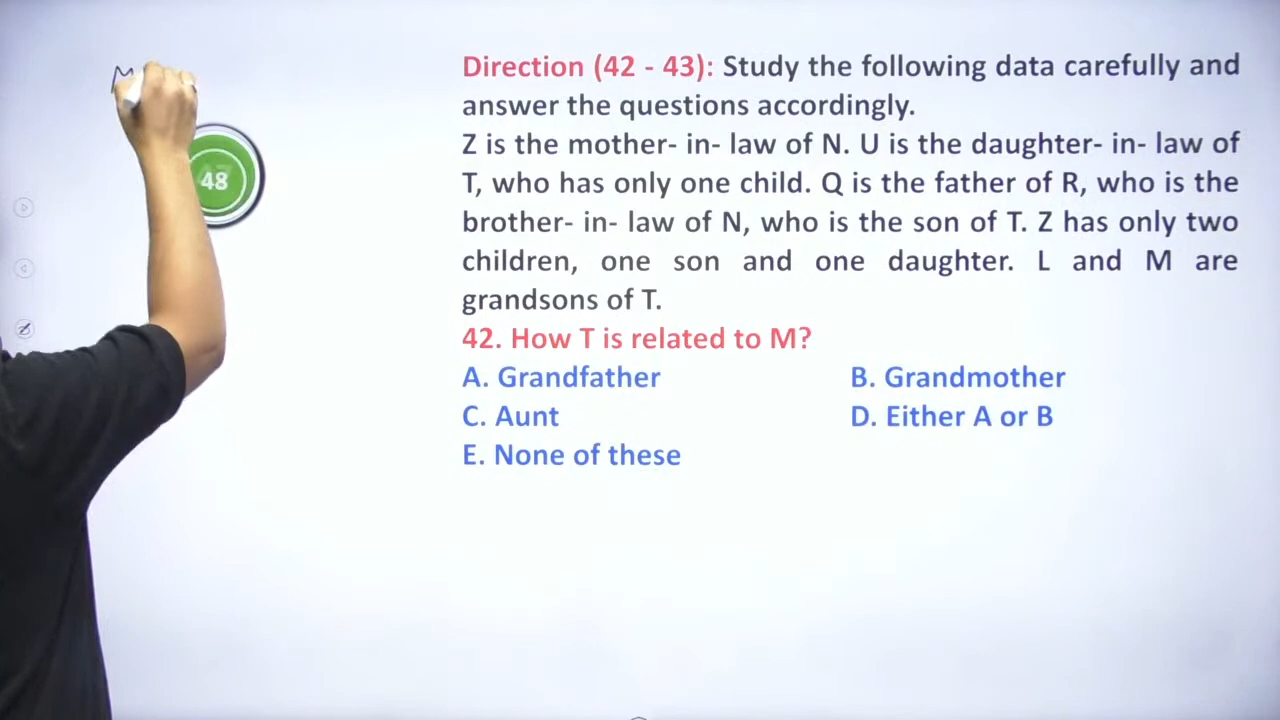 M
48
Direction (42 - 43): Study the following data carefully and
answer the questions accordingly.
Z is the mother- in- law of N. U is the daughter- in- law of
T, who has only one child. Q is the father of R, who is the
brother- in- law of N, who is the son of T. Z has only two
children, one son and one daughter. L and M are
grandsons of T.
42. How T is related to M?
A. Grandfather
B. Grandmother
C. Aunt
D. Either A or B
E. None of these